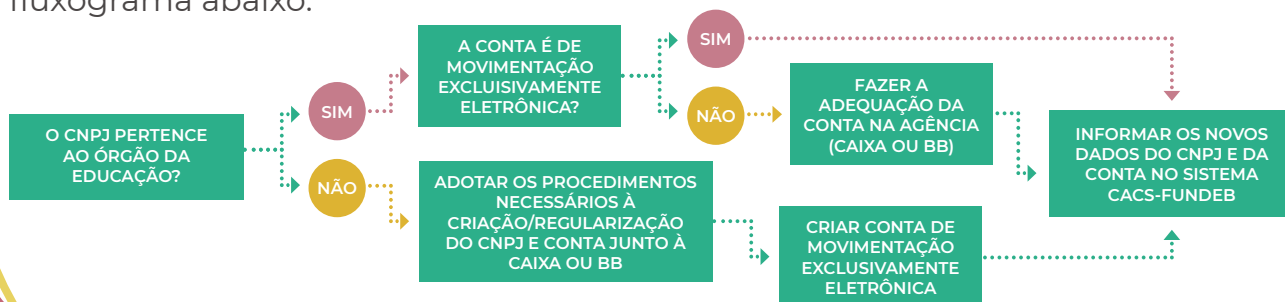 fluxograma abaixo.
O CNPJ PERTENCE
AO ÓRGÃO DA
EDUCAÇÃO?
SIM
A CONTA É DE
MOVIMENTAÇÃO
EXCLUISIVAMENTE
ELETRÔNICA?
SIM
NÃO
FAZER A
ADEQUAÇÃO DA
CONTA NA AGÊNCIA
(CAIXA OU BB)
NÃO
ADOTAR OS PROCEDIMENTOS
NECESSÁRIOS À
CRIAÇÃO/REGULARIZAÇÃO
DO CNPJ E CONTA JUNTO À
CAIXA OU BB
CRIAR CONTA DE
MOVIMENTAÇÃO
EXCLUSIVAMENTE
ELETRÔNICA
INFORMAR OS NOVOS
DADOS DO CNPJ E DA
CONTA NO SISTEMA
CACS-FUNDEB